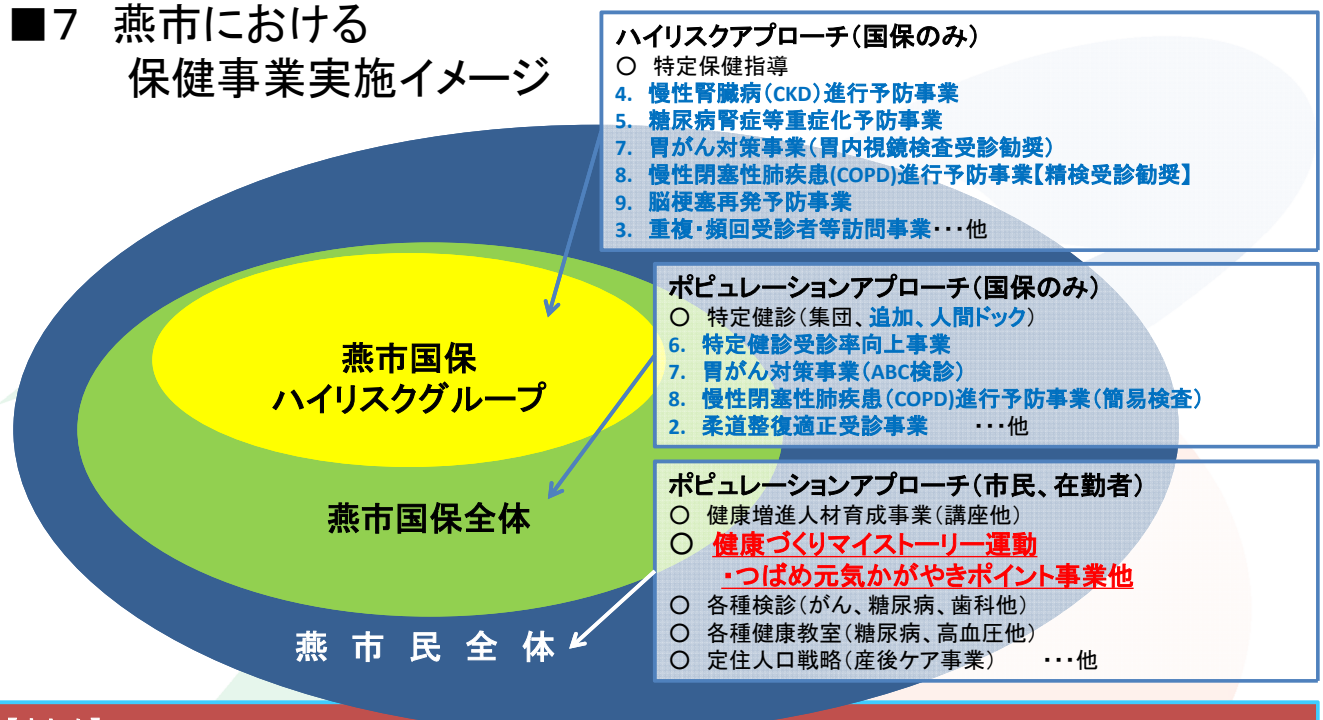 ■7 燕市における
保健事業実施イメージ
ハイリスクアプローチ(国保のみ)
○ 特定保健指導
4. 慢性腎臓病(CKD)進行予防事業
5. 糖尿病腎症等重症化予防事業
7. 胃がん対策事業(胃内視鏡検査受診勧奨)
8. 慢性閉塞性肺疾患(COPD)進行予防事業【精検受診勧奨】
9. 脳梗塞再発予防事業
3. 重複・頻回受診者等訪問事業・・・他
ポピュレーションアプローチ(国保のみ)
○ 特定健診(集団、追加、人間ドック)
6. 特定健診受診率向上事業
7. 胃がん対策事業(ABC検診)
8. 慢性閉塞性肺疾患(COPD)進行予防事業(簡易検査)
2. 柔道整復適正受診事業 ・・・他
ポピュレーションアプローチ(市民、在勤者)
○ 健康増進人材育成事業(講座他)
○ 健康づくりマイストーリー運動
・つばめ元気かがやきポイント事業他
○ 各種検診(がん、糖尿病、歯科他)
○ 各種健康教室(糖尿病、高血圧他)
○ 定住人口戦略(産後ケア事業) ・・・他
燕市国保
ハイリスクグループ
燕市国保全体
燕市民全体